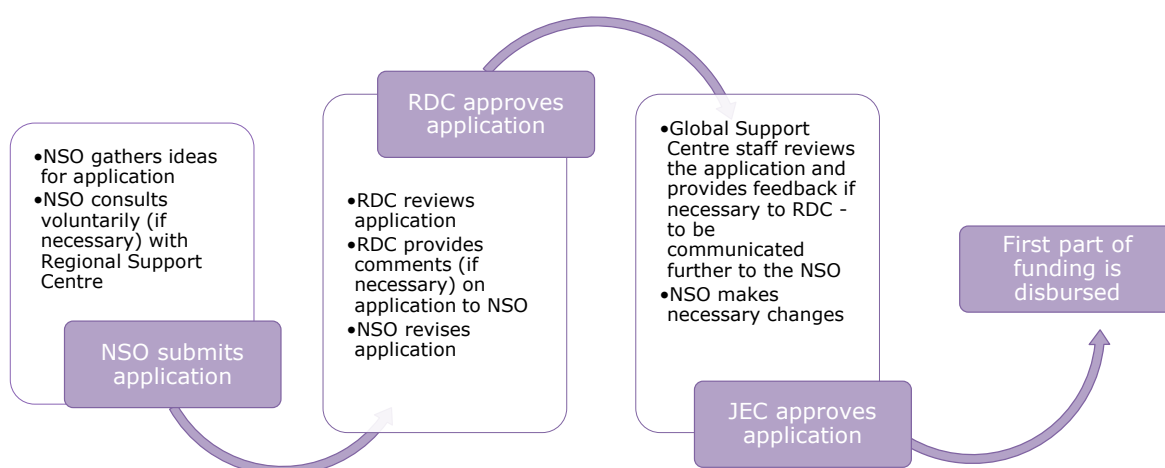 •NSO gathers ideas
for application
•NSO consults
voluntarily (if
necessary) with
Regional Support
Centre
NSO submits
application
RDC approves
application
•RDC reviews
application
•RDC provides
comments (if
necessary) on
application to NSO
•NSO revises
application
•Global Support
Centre staff reviews
the application and
provides feedback if
necessary to RDC -
to be
communicated
further to the NSO
•NSO makes
necessary changes
JEC approves
application
First part of
funding is
disbursed